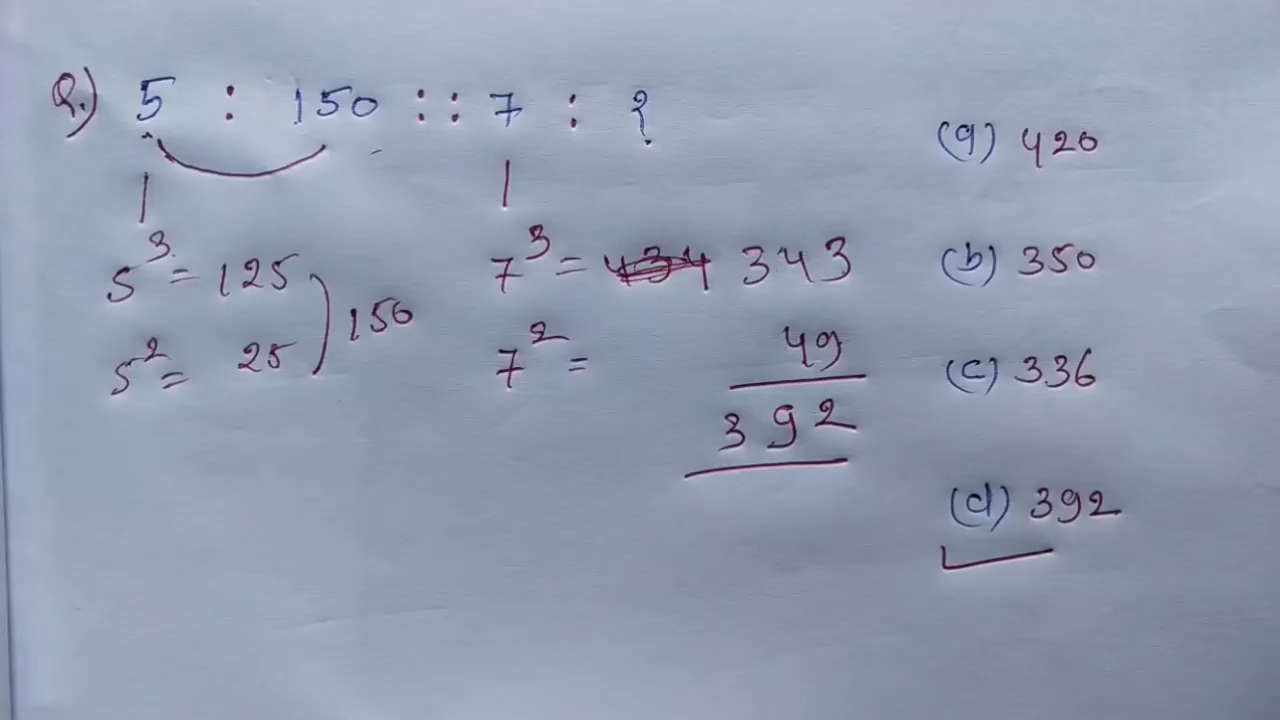 Q.) 5 : 150 :: 7 : ?
(a) 420
5³ = 125
7³ = 343
(b) 350
150
5² = 25
7² = 49
(c) 336
392
(d) 392